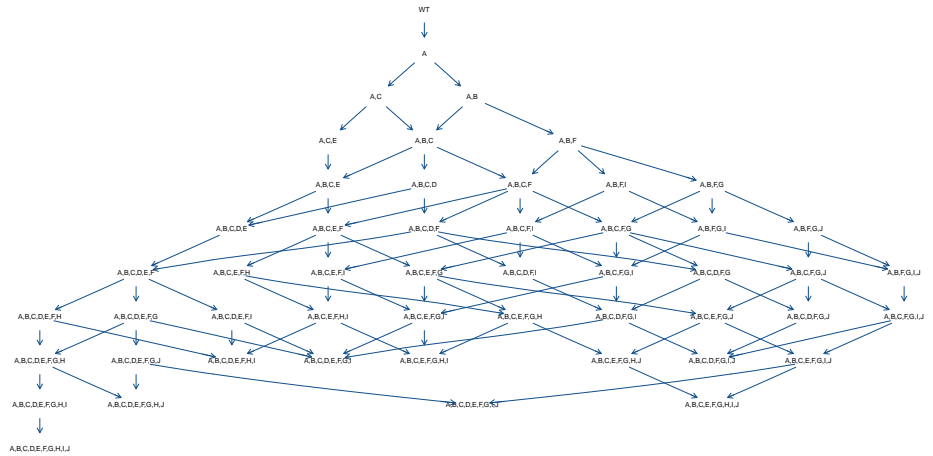 WT
A
A,C
A,B
A,C,E
A,B,C
A,B,F
A,B,C,E
A,B,C,D
A,B,C,F
A,B,F,I
A,B,F,G
A,B,C,D,E
A,B,C,E,F
A,B,C,D,F
A,B,C,F,I
A,B,C,F,G
A,B,F,G,I
A,B,F,G,J
A,B,C,D,E,F
A,B,C,E,F,H
A,B,C,E,F,I
A,B,C,E,F,G
A,B,C,D,F,I
A,B,C,F,G,I
A,B,C,D,F,G
A,B,C,F,G,J
A,B,F,G,I,J
A,B,C,D,E,F,H
A,B,C,D,E,F,G
A,B,C,D,E,F,I
A,B,C,E,F,H,I
A,B,C,E,F,G,I
A,B,C,E,F,G,H
A,B,C,D,F,G,I
A,B,C,E,F,G,J
A,B,C,D,F,G,J
A,B,C,F,G,I,J
A,B,C,D,E,F,G,H
A,B,C,D,E,F,G,J
A,B,C,D,E,F,H,I
A,B,C,D,E,F,G,I
A,B,C,E,F,G,H,I
A,B,C,E,F,G,H,J
A,B,C,D,F,G,I,J
A,B,C,E,F,G,I,J
A,B,C,D,E,F,G,H,I
A,B,C,D,E,F,G,H,J
A,B,C,D,E,F,G,I,J
A,B,C,E,F,G,H,I,J
A,B,C,D,E,F,G,H,I,J